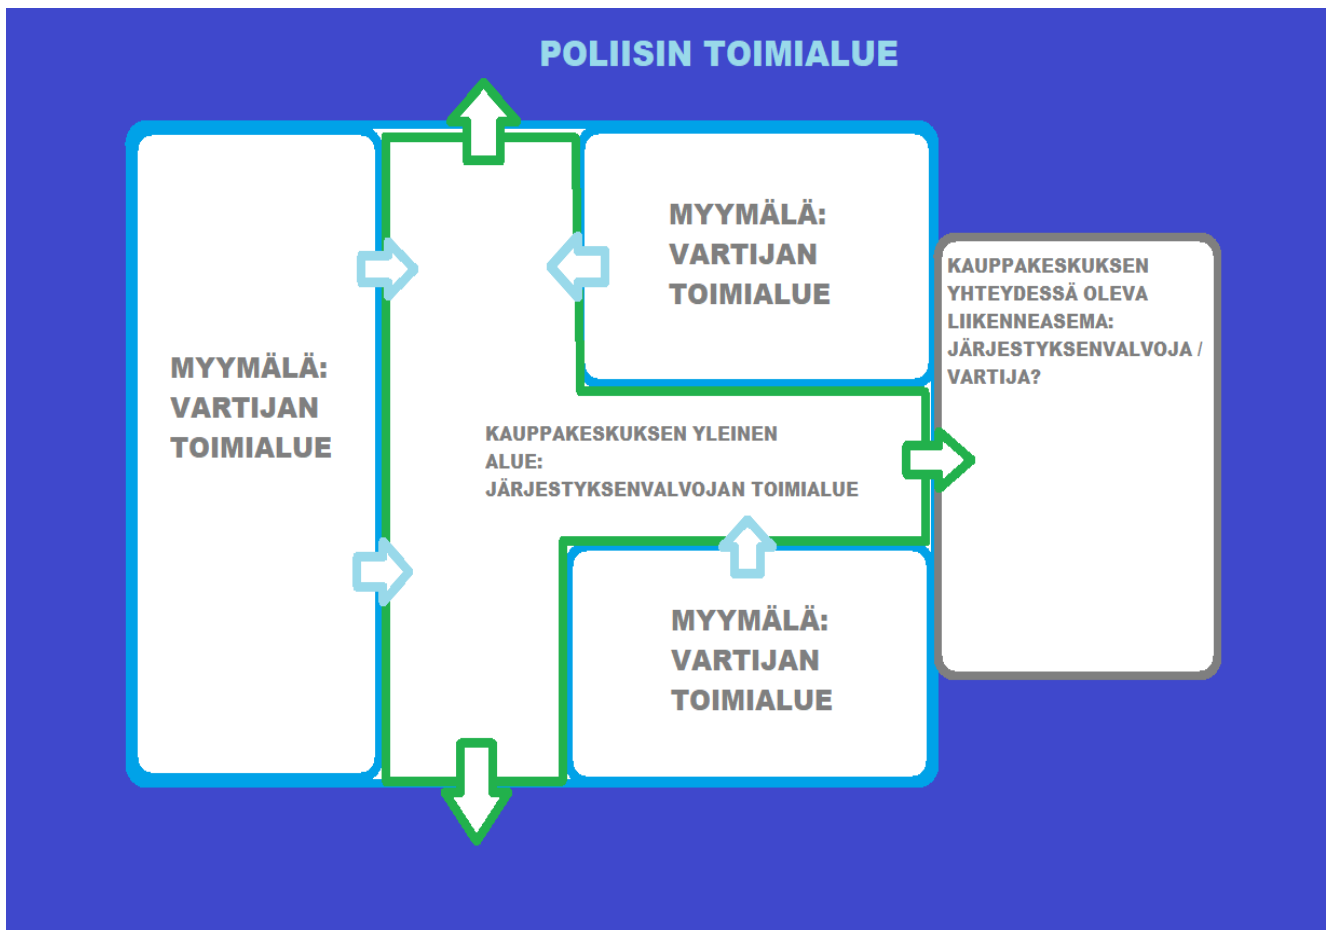 POLIISIN TOIMIALUE
MYYMÄLÄ:
VARTIJAN
TOIMIALUE
MYYMÄLÄ:
VARTIJAN
TOIMIALUE
KAUPPAKESKUKSEN
YHTEYDESSÄ OLEVA
LIIKENNEASEMA:
JÄRJESTYKSENVALVOJA /
VARTIJA?
KAUPPAKESKUKSEN YLEINEN
ALUE:
JÄRJESTYKSENVALVOJAN TOIMIALUE
MYYMÄLÄ:
VARTIJAN
TOIMIALUE